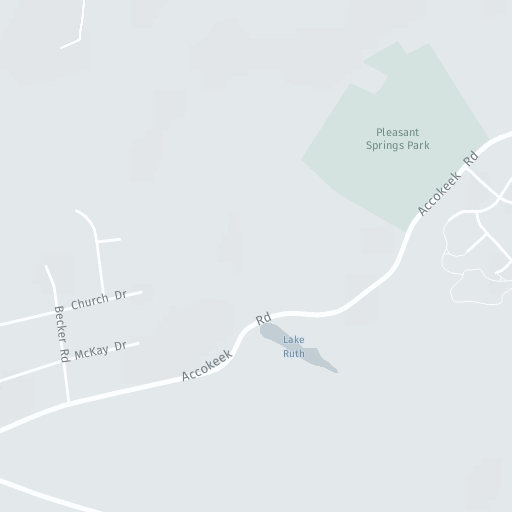 Pleasant
Springs Park
Accokeek Rd
Church Dr
Becker Rd
McKay Dr
Accokeek Rd
Lake
Ruth